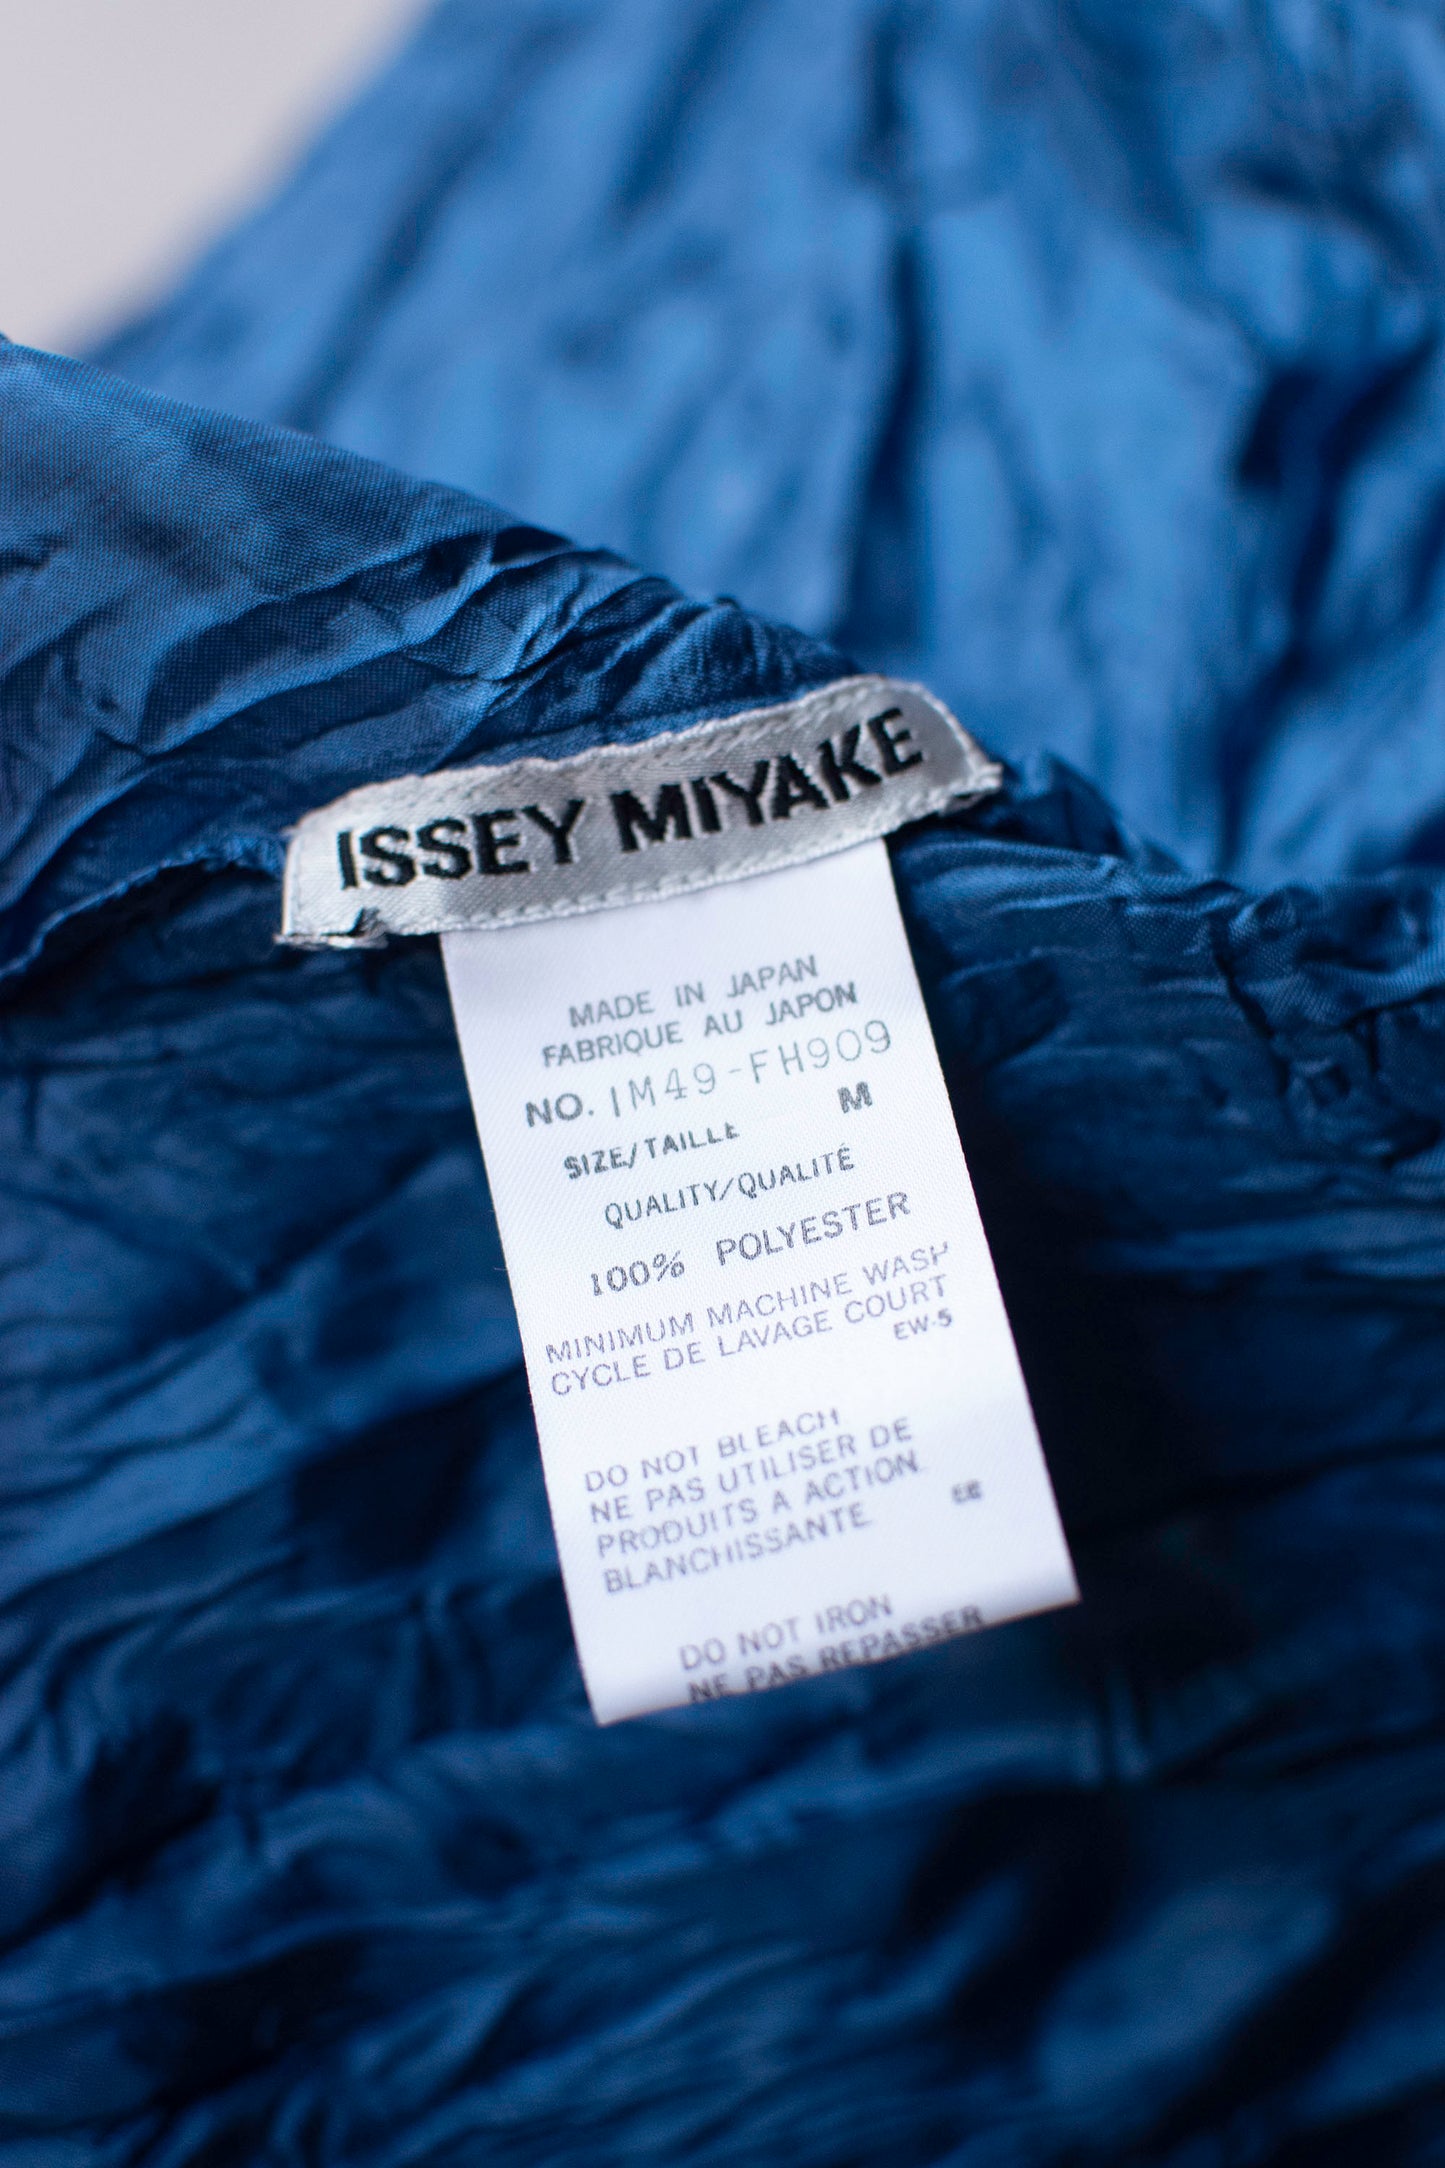 ISSEY MIYAKE
MADE IN JAPAN
FABRIQUE AU JAPON
NO. IM49-FH909
SIZE/TAILLE M
QUALITY/QUALITÉ
100% POLYESTER
MINIMUM MACHINE WASH
CYCLE DE LAVAGE COURT
EW-5
DO NOT BLEACH
NE PAS UTILISER DE
PRODUITS A ACTION
BLANCHISSANTE
EE
DO NOT IRON
NE PAS REPASSER